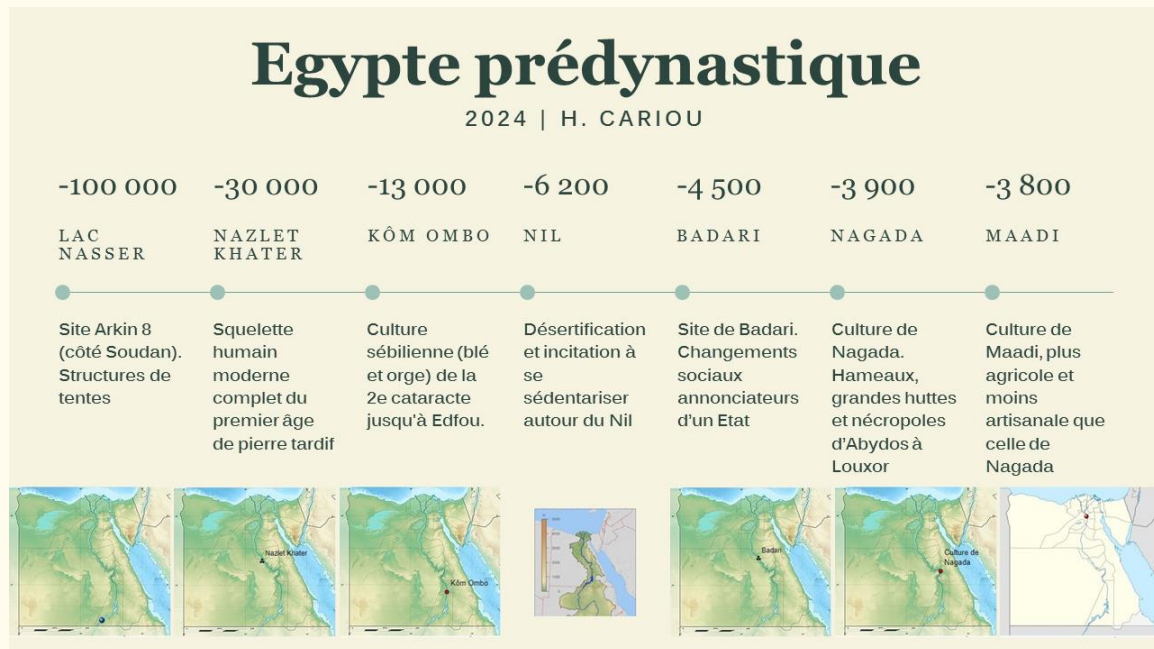 Egypte prédynastique
2024 | H. CARIOU
-100 000
LAC
NASSER
Site Arkin 8
(côté Soudan).
Structures de
tentes
-30 000
NAZLET
KHATER
Squelette
humain
moderne
complet du
premier âge
de pierre tardif
-13 000
KÔM OMBO
Culture
sébilienne (blé
et orge) de la
2e cataracte
jusqu'à Edfou.
-6 200
NIL
Désertification
et incitation à
se
sédentariser
autour du Nil
-4 500
BADARI
Site de Badari.
Changements
sociaux
annonciateurs
d'un Etat
-3 900
NAGADA
Culture de
Nagada.
Hameaux,
grandes huttes
et nécropoles
d'Abydos à
Louxor
-3 800
MAADI
Culture de
Maadi, plus
agricole et
moins
artisanale que
celle de
Nagada
Nazlet Khater
Kôm Ombo
Badari
Culture de
Nagada